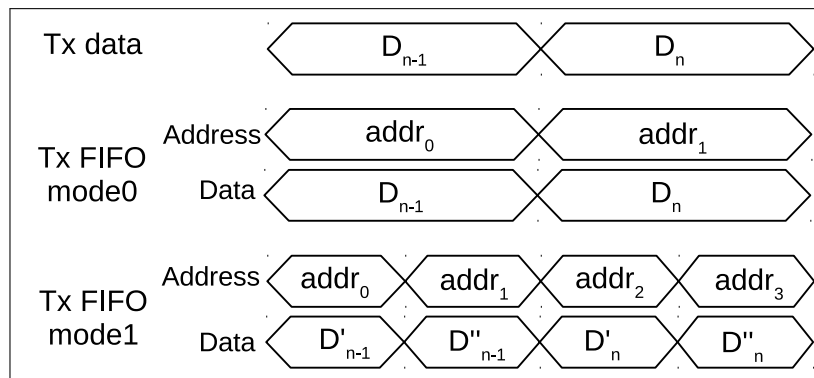 Tx data D_{n-1} D_n
Tx FIFO mode0
Address addr_0 addr_1
Data D_{n-1} D_n
Tx FIFO mode1
Address addr_0 addr_1 addr_2 addr_3
Data D'_{n-1} D''_{n-1} D'_n D''_n